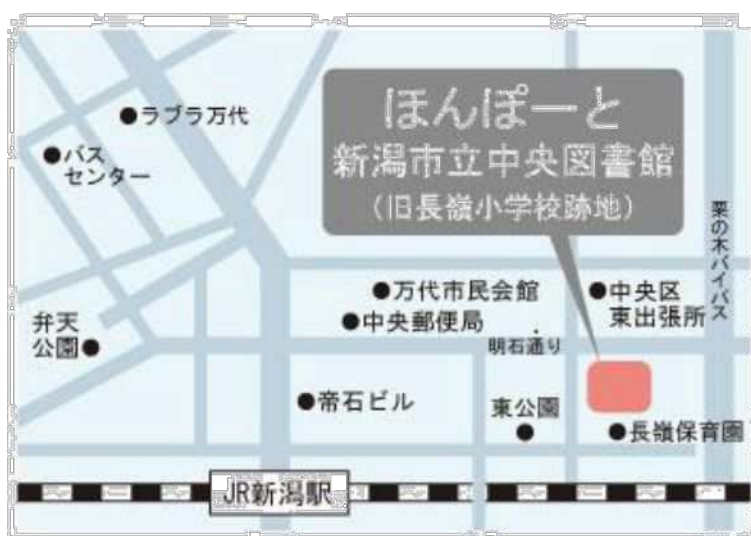 ほんぽーと
新潟市立中央図書館
(旧長嶺小学校跡地)
●ラブラ万代
●バス
センター
栗の木バイパス
●万代市民会館
●中央区
東出張所
●中央郵便局
弁天
公園●
明石通り
●帝石ビル
東公園
●
●長嶺保育園
JR新潟駅